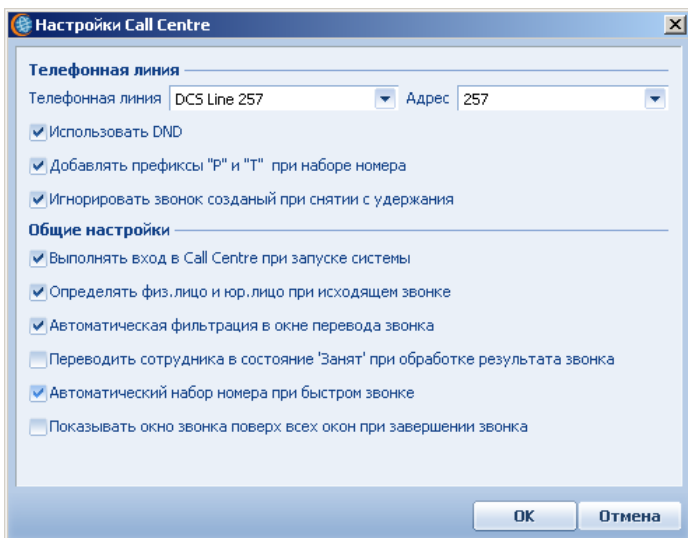 Настройки Call Centre
Телефонная линия
Телефонная линия DCS Line 257 Адрес 257
Использовать DND
Добавлять префиксы "P" и "T" при наборе номера
Игнорировать звонок созданый при снятии с удержания
Общие настройки
Выполнять вход в Call Centre при запуске системы
Определять физ.лицо и юр.лицо при исходящем звонке
Автоматическая фильтрация в окне перевода звонка
Переводить сотрудника в состояние 'Занят' при обработке результата звонка
Автоматический набор номера при быстром звонке
Показывать окно звонка поверх всех окон при завершении звонка
ОК Отмена